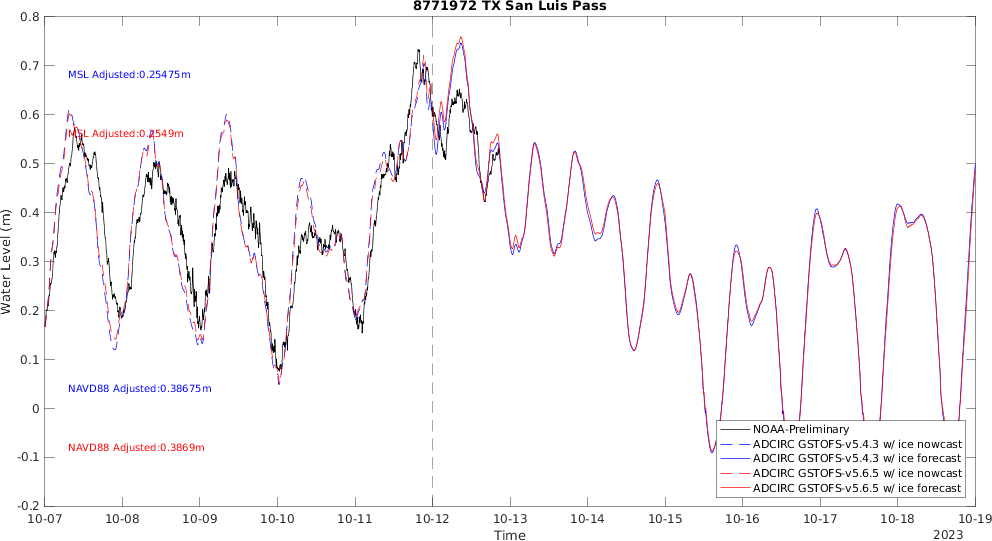 8771972 TX San Luis Pass
0.8
0.7
0.6
0.5
0.4
0.3
0.2
0.1
0
-0.1
-0.2
Water Level (m)
MSL Adjusted:0.25475m
MSL Adjusted:0.2549m
NAVD88 Adjusted:0.38675m
NAVD88 Adjusted:0.3869m
NOAA-Preliminary
ADCIRC GSTOFS-v5.4.3 w/ ice nowcast
ADCIRC GSTOFS-v5.4.3 w/ ice forecast
ADCIRC GSTOFS-v5.6.5 w/ ice nowcast
ADCIRC GSTOFS-v5.6.5 w/ ice forecast
10-07 10-08 10-09 10-10 10-11 10-12 10-13 10-14 10-15 10-16 10-17 10-18 10-19
Time
2023